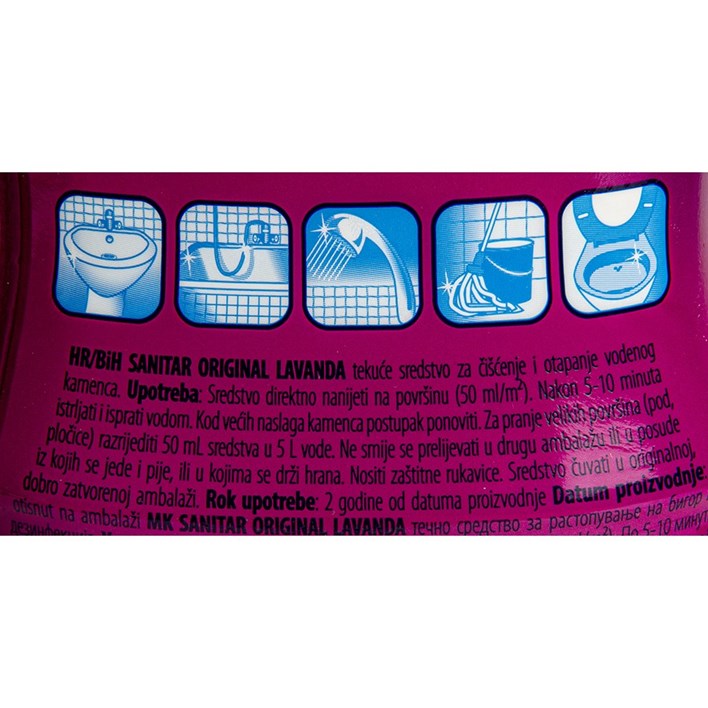 HR/BiH SANITAR ORIGINAL LAVANDA tekuće sredstvo za čišćenje i otapanje vodenog
kamenca. Upotreba: Sredstvo direktno nanijeti na površinu (50 ml/m²). Nakon 5-10 minuta
istrljati i isprati vodom. Kod većih naslaga kamenca postupak ponoviti. Za pranje velikih površina (pod,
pločice) razrijediti 50 mL sredstva u 5 L vode. Ne smije se prelijevati u drugu ambalažu ili u posude
iz kojih se jede i pije, ili u kojima se drži hrana. Nositi zaštitne rukavice. Sredstvo čuvati u originalnoj,
dobro zatvorenoj ambalaži. Rok upotrebe: 2 godine od datuma proizvodnje Datum proizvodnje:
otisnut na ambalaži MK SANITAR ORIGINAL LAVANDA течно средство за растопување на бигор
По 5-10 минут